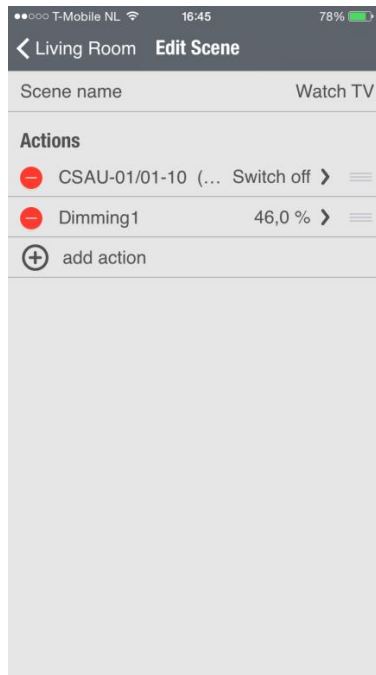 T-Mobile NL 16:45 78%
Living Room Edit Scene
Scene name Watch TV
Actions
CSAU-01/01-10 (... Switch off
Dimming1 46,0 %
add action